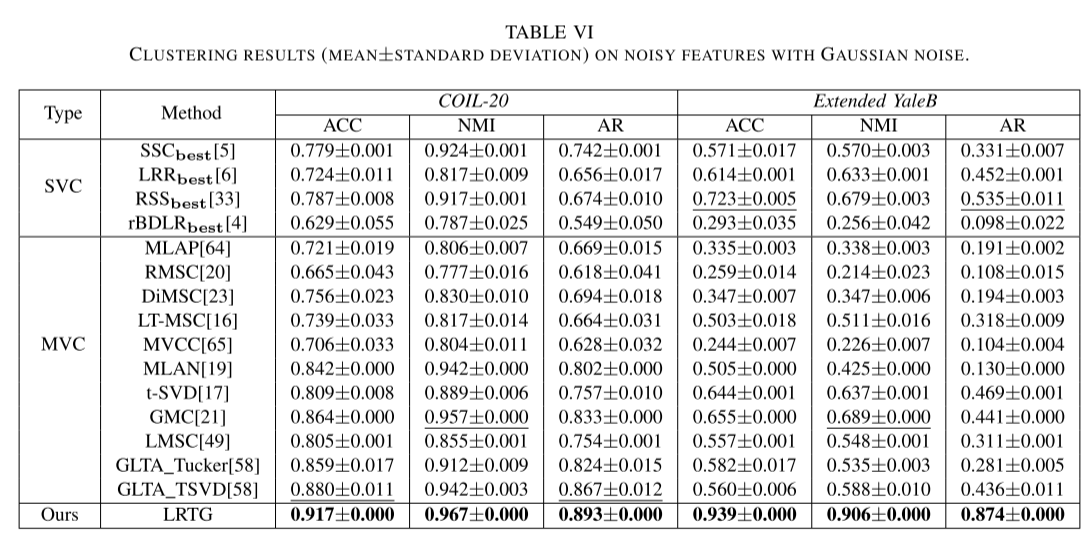 TABLE VI
CLUSTERING RESULTS (MEAN±STANDARD DEVIATION) ON NOISY FEATURES WITH GAUSSIAN NOISE.
Type Method COIL-20 Extended YaleB
ACC NMI AR ACC NMI AR
SVC
SSCbest[5] 0.779±0.001 0.924±0.001 0.742±0.001 0.571±0.017 0.570±0.003 0.331±0.007
LRRbest[6] 0.724±0.011 0.817±0.009 0.656±0.017 0.614±0.001 0.633±0.001 0.452±0.001
RSSbest[33] 0.787±0.008 0.917±0.001 0.674±0.010 0.723±0.005 0.679±0.003 0.535±0.011
rBDLRbest[4] 0.629±0.055 0.787±0.025 0.549±0.050 0.293±0.035 0.256±0.042 0.098±0.022
MVC
MLAP[64] 0.721±0.019 0.806±0.007 0.669±0.015 0.335±0.003 0.338±0.003 0.191±0.002
RMSC[20] 0.665±0.043 0.777±0.016 0.618±0.041 0.259±0.014 0.214±0.023 0.108±0.015
DiMSC[23] 0.756±0.023 0.830±0.010 0.694±0.018 0.347±0.007 0.347±0.006 0.194±0.003
LT-MSC[16] 0.739±0.033 0.817±0.014 0.664±0.031 0.503±0.018 0.511±0.016 0.318±0.009
MVCC[65] 0.706±0.033 0.804±0.011 0.628±0.032 0.244±0.007 0.226±0.007 0.104±0.004
MLAN[19] 0.842±0.000 0.942±0.000 0.802±0.000 0.505±0.000 0.425±0.000 0.130±0.000
t-SVD[17] 0.809±0.008 0.889±0.006 0.757±0.010 0.644±0.001 0.637±0.001 0.469±0.001
GMC[21] 0.864±0.000 0.957±0.000 0.833±0.000 0.655±0.000 0.689±0.000 0.441±0.000
LMSC[49] 0.805±0.001 0.855±0.001 0.754±0.001 0.557±0.001 0.548±0.001 0.311±0.001
GLTA_Tucker[58] 0.859±0.017 0.912±0.009 0.824±0.015 0.582±0.017 0.535±0.003 0.281±0.005
GLTA_TSVD[58] 0.880±0.011 0.942±0.003 0.867±0.012 0.560±0.006 0.588±0.010 0.436±0.011
Ours LRTG 0.917±0.000 0.967±0.000 0.893±0.000 0.939±0.000 0.906±0.000 0.874±0.000